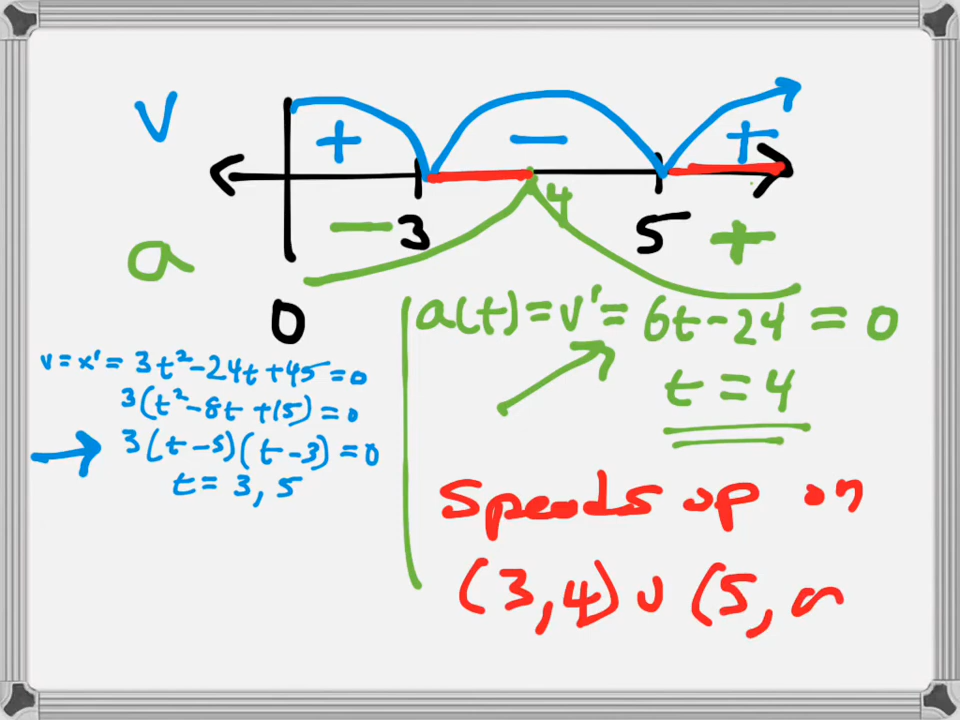 v + − +
4
a − 3 5 +
0
a(t) = v' = 6t − 24 = 0
t = 4
v = x' = 3t² − 24t + 45 = 0
3(t² − 8t + 15) = 0
3(t − 5)(t − 3) = 0
t = 3, 5
Speeds up on
(3,4) ∪ (5,